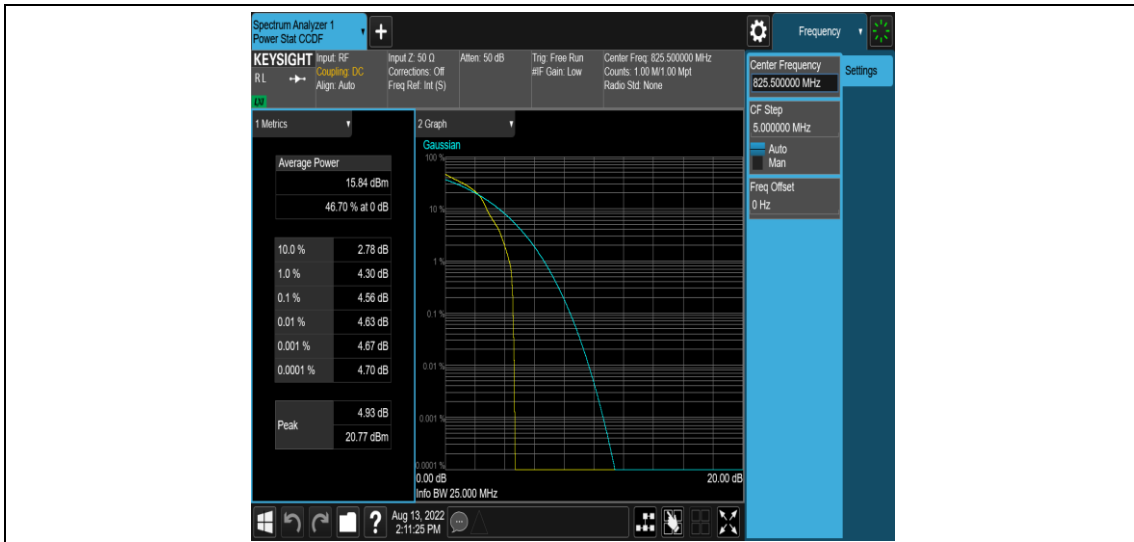 Spectrum Analyzer 1
Power Stat CCDF
Frequency
KEYSIGHT
RL
LM
Input: RF
Coupling: DC
Align: Auto
Input Z: 50 Ω
Corrections: Off
Freq Ref: Int (S)
Atten: 50 dB
Trig: Free Run
#IF Gain: Low
Center Freq: 825.500000 MHz
Counts: 1.00 M/1.00 Mpt
Radio Std: None
Center Frequency
825.500000 MHz
Settings
CF Step
5.000000 MHz
Auto
Man
Freq Offset
0 Hz
1 Metrics
Average Power
15.84 dBm
46.70 % at 0 dB
10.0 % 2.78 dB
1.0 % 4.30 dB
0.1 % 4.56 dB
0.01 % 4.63 dB
0.001 % 4.67 dB
0.0001 % 4.70 dB
Peak
4.93 dB
20.77 dBm
2 Graph
Gaussian
100 %
10 %
1 %
0.1 %
0.01 %
0.001 %
0.0001 %
0.00 dB 20.00 dB
Info BW 25.000 MHz
?
Aug 13, 2022
2:11:25 PM